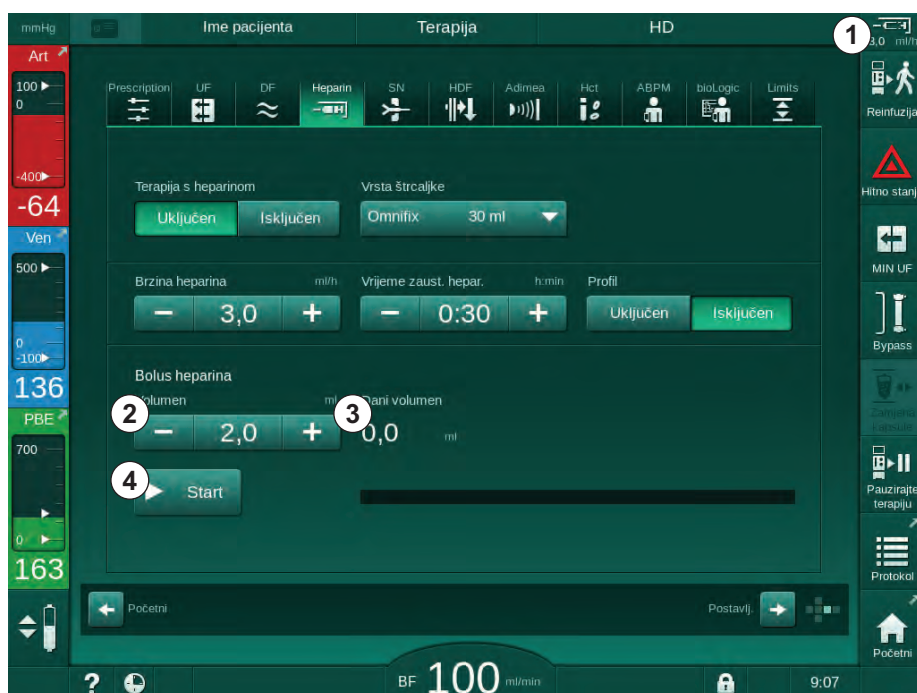 mmHg
Ime pacijenta
Terapija
HD
1
3,0 ml/h
Art
100
0
-400
-64
Ven
500
0
-100
136
PBE
700
0
163
Prescription
UF
DF
Heparin
SN
HDF
Adimea
Hct
ABPM
bioLogic
Limits
Terapija s heparinom
Vrsta štrcaljke
Uključen
Isključen
Omnifix 30 ml
Brzina heparina ml/h
Vrijeme zaust. hepar. h:min
Profil
− 3,0 +
− 0:30 +
Uključen
Isključen
Bolus heparina
Volumen ml
Dani volumen
2
3
− 2,0 +
0,0 ml
4
Start
Početni
Postavlj.
Reinfuzija
Hitno stanj
MIN UF
Bypass
Zamjena
kapsule
Pauzirajte
terapiju
Protokol
Početni
?
BF 100 ml/min
9:07